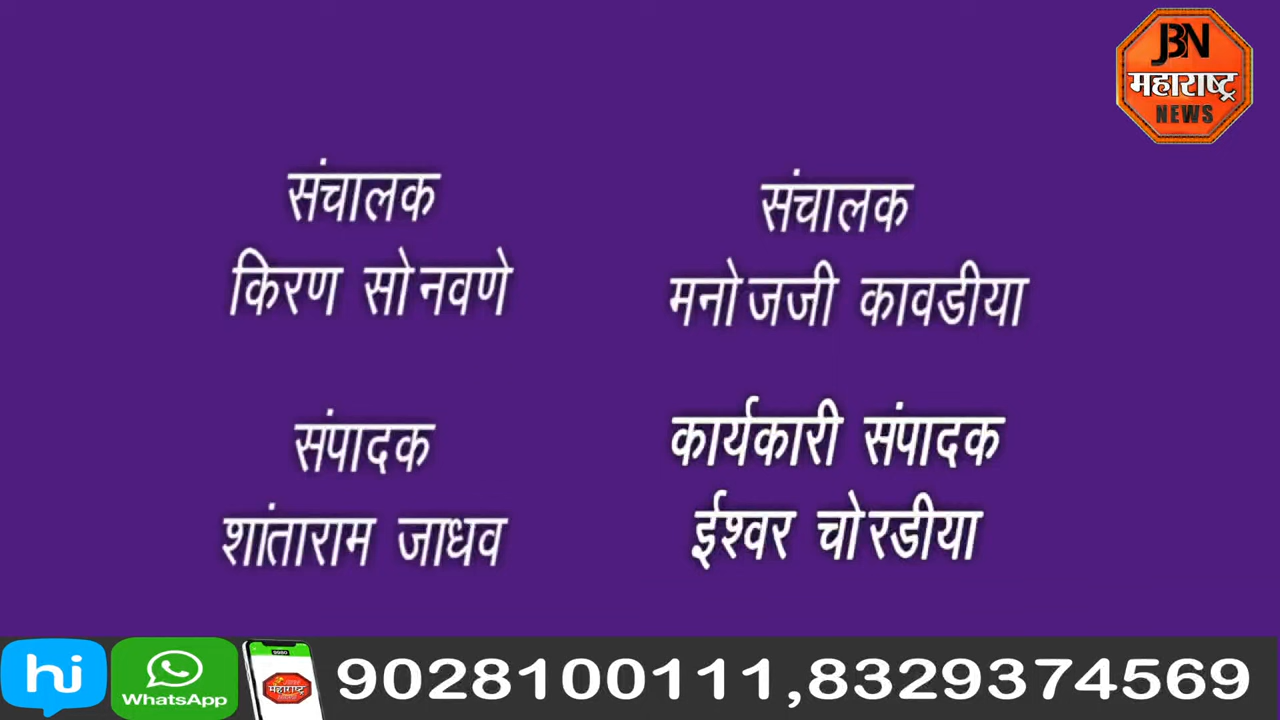 JBN
महाराष्ट्र
NEWS
संचालक
किरण सोनवणे
संचालक
मनोजजी कावडीया
संपादक
शांताराम जाधव
कार्यकारी संपादक
ईश्वर चोरडीया
hi
WhatsApp
महाराष्ट्र
9028100111,8329374569